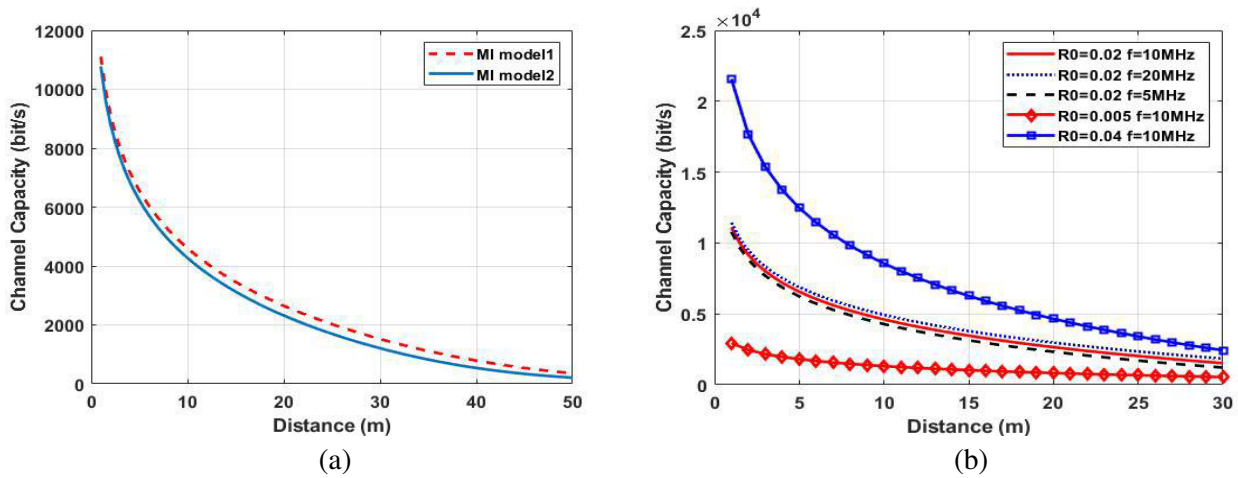 12000
10000
8000
6000
4000
2000
0
Channel Capacity (bit/s)
MI model1
MI model2
0 10 20 30 40 50
Distance (m)
(a)
×10⁴
2.5
2
1.5
1
0.5
0
Channel Capacity (bit/s)
R0=0.02 f=10MHz
R0=0.02 f=20MHz
R0=0.02 f=5MHz
R0=0.005 f=10MHz
R0=0.04 f=10MHz
0 5 10 15 20 25 30
Distance (m)
(b)